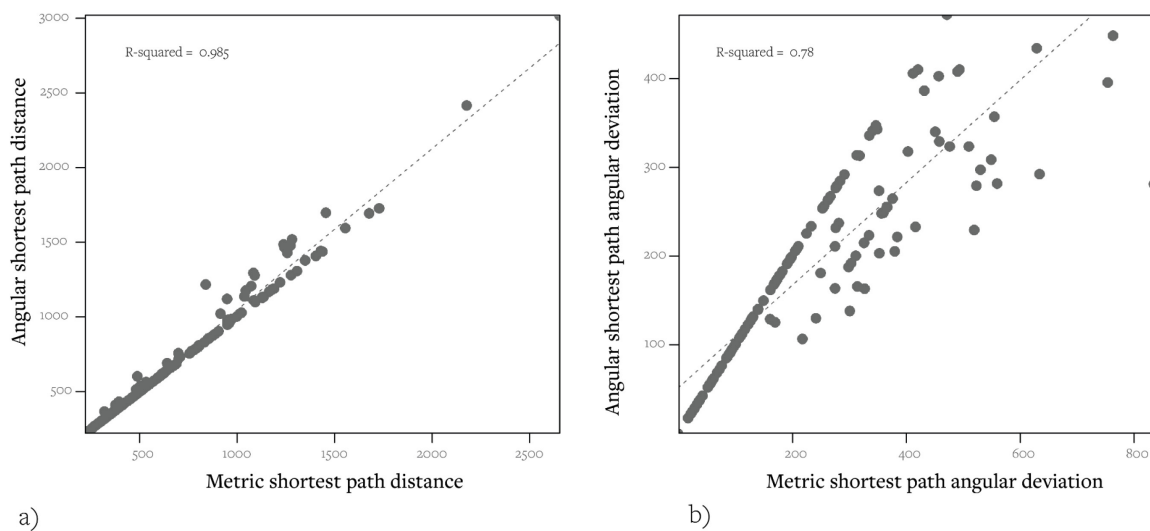 R-squared = 0.985
Angular shortest path distance
3000
2500
2000
1500
1000
500
500
1000
1500
2000
2500
Metric shortest path distance
a)
R-squared = 0.78
Angular shortest path angular deviation
400
300
200
100
200
400
600
800
Metric shortest path angular deviation
b)